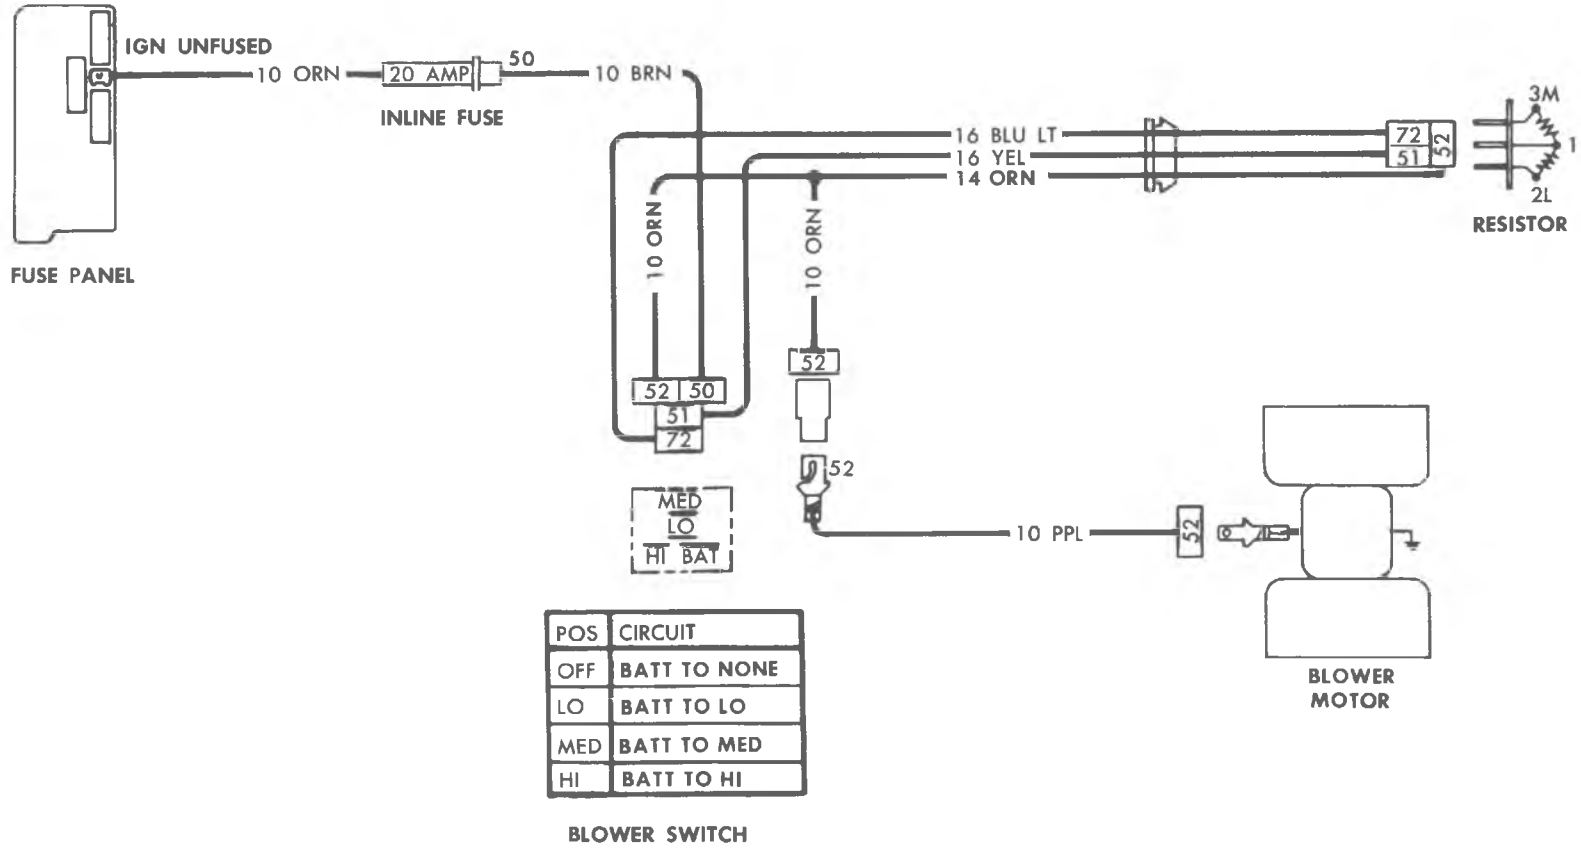 IGN UNFUSED
10 ORN
20 AMP
50
10 BRN
INLINE FUSE
FUSE PANEL
16 BLU LT
16 YEL
14 ORN
72
51
52
3M
1
2L
RESISTOR
10 ORN
10 ORN
52
52 50
51
72
52
MED
LO
HI BAT
10 PPL
52
BLOWER
MOTOR
POS CIRCUIT
OFF BATT TO NONE
LO BATT TO LO
MED BATT TO MED
HI BATT TO HI
BLOWER SWITCH